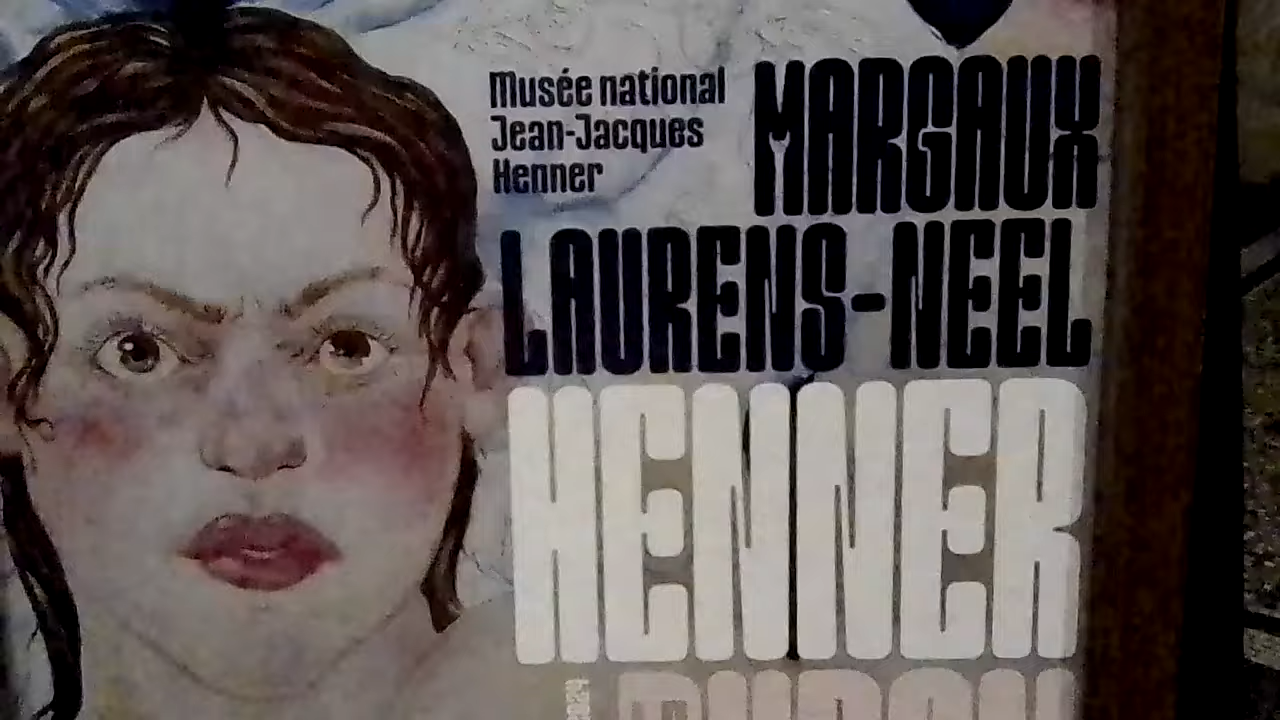 Musée national
Jean-Jacques
Henner
MARGAUX
LAURENS-NEEL
HENNER